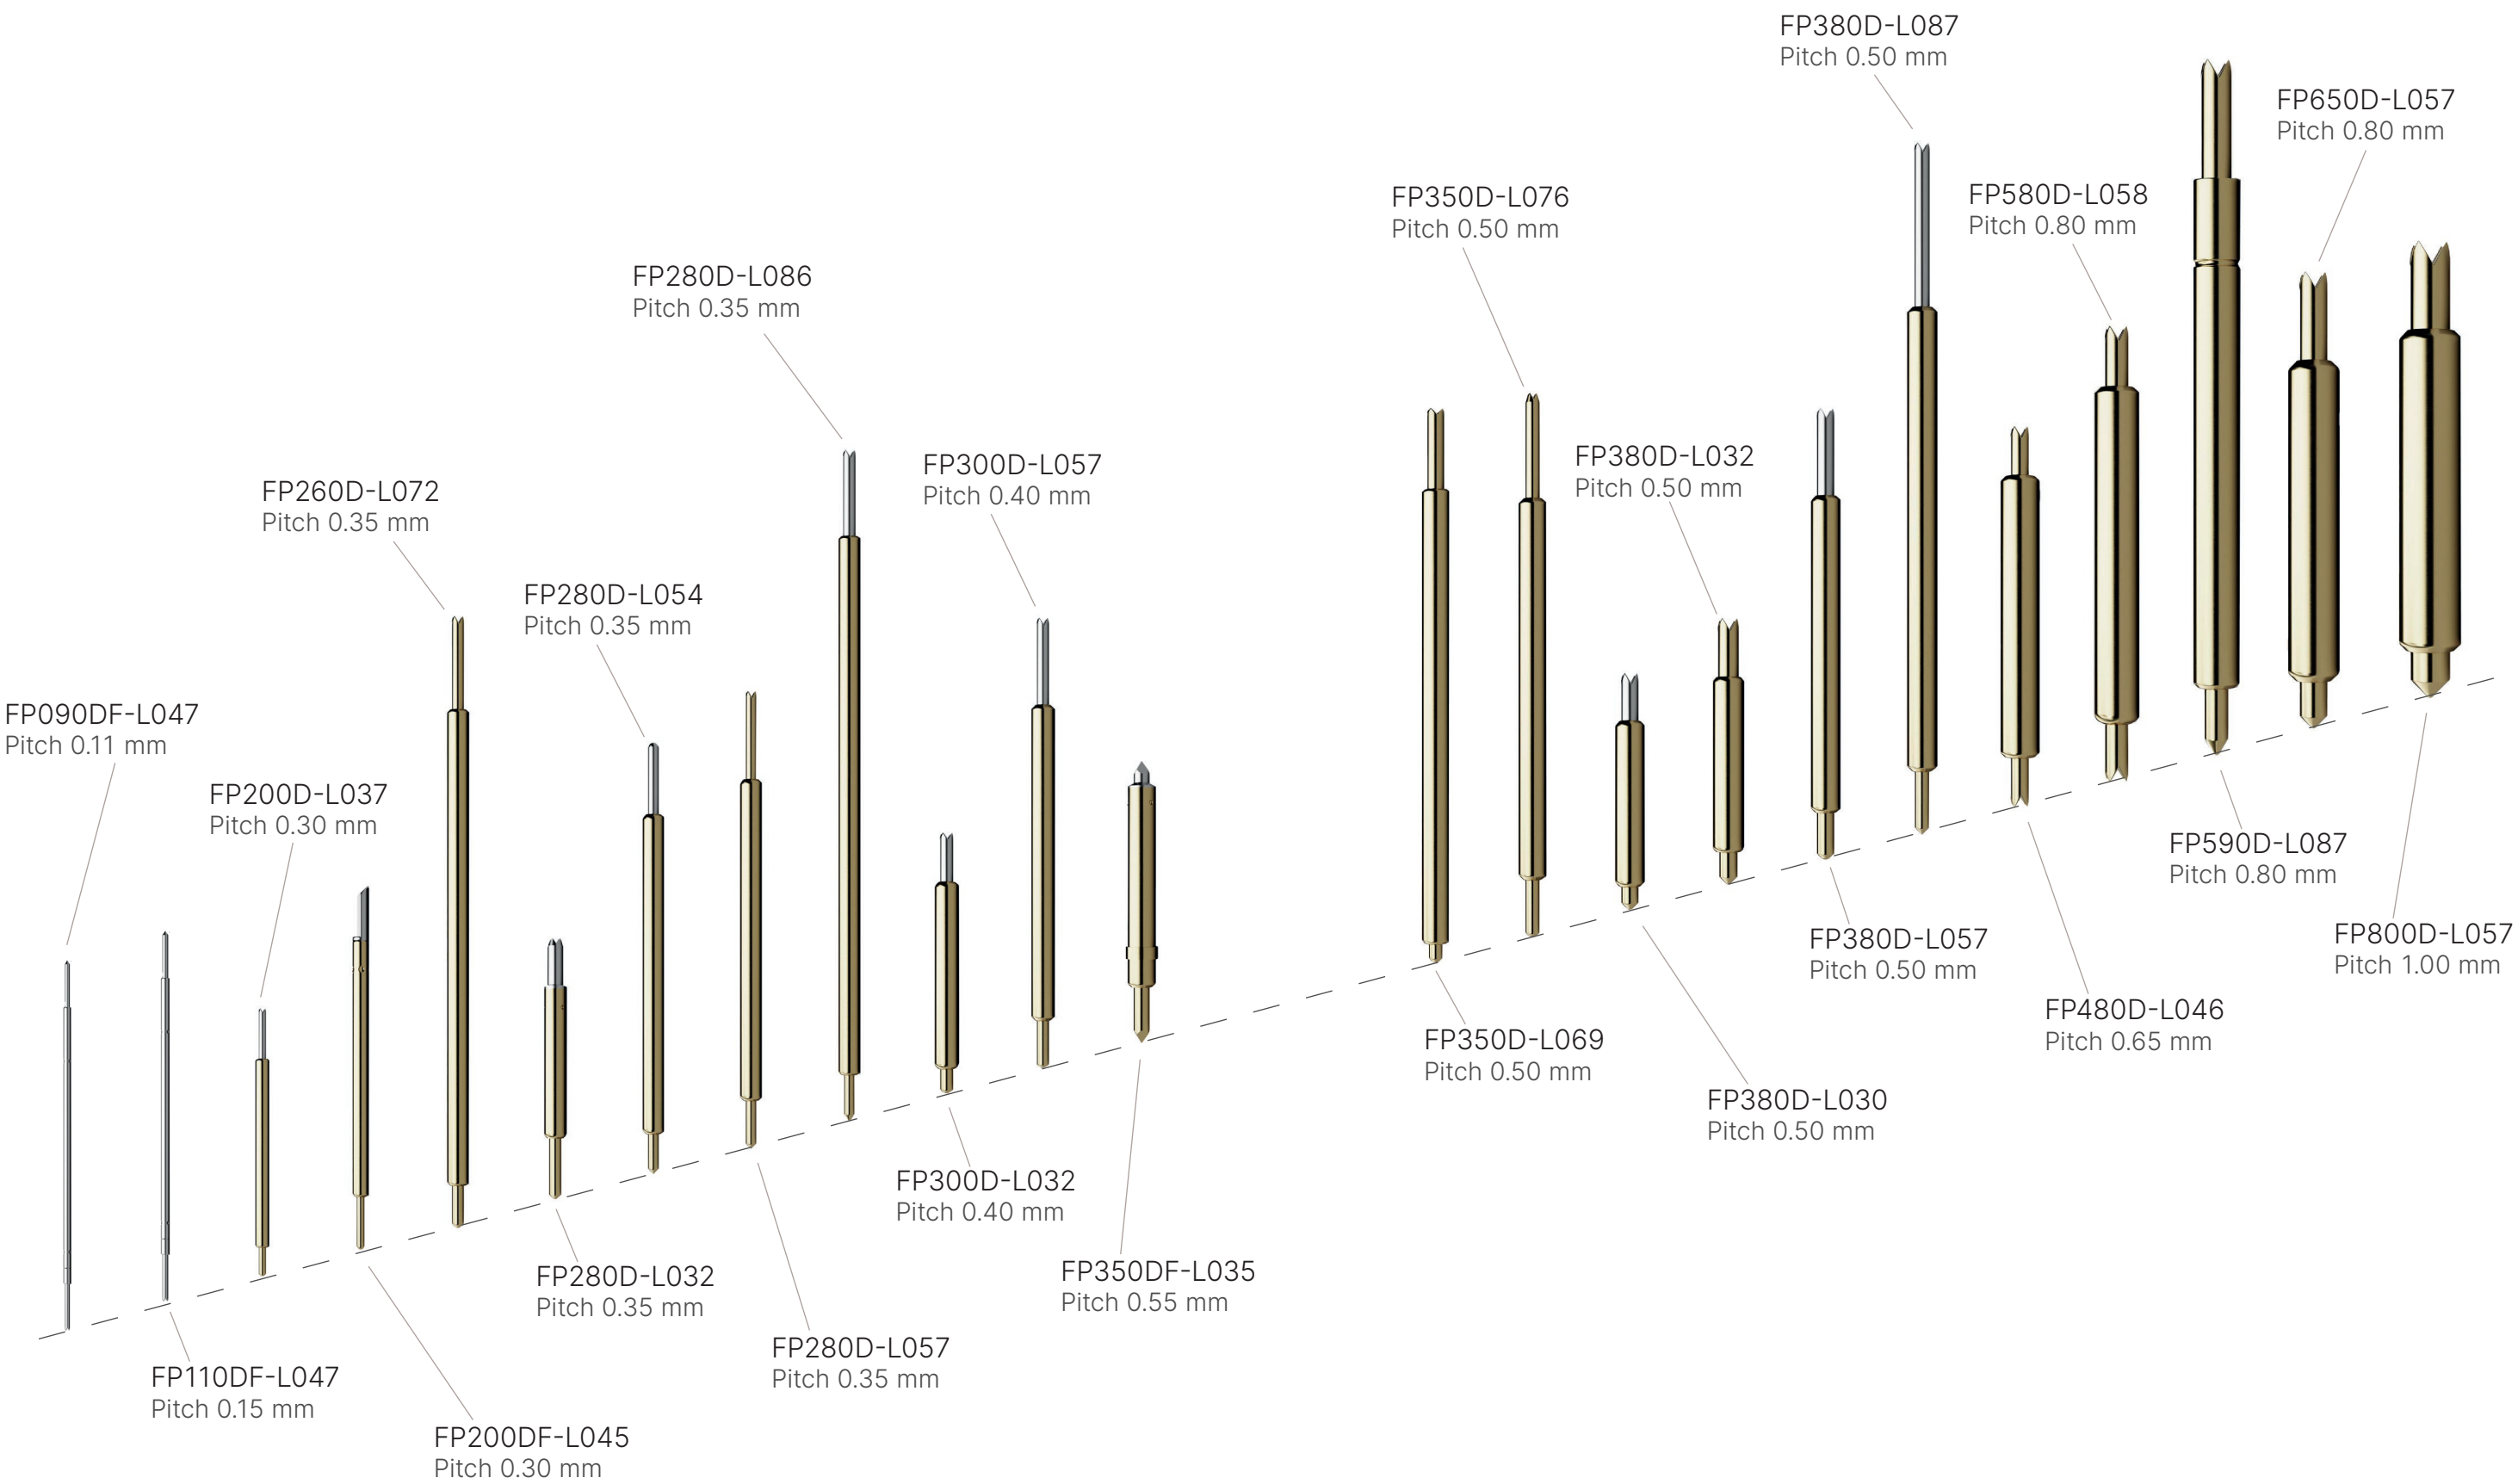 FP380D-L087
Pitch 0.50 mm
FP650D-L057
Pitch 0.80 mm
FP350D-L076
Pitch 0.50 mm
FP580D-L058
Pitch 0.80 mm
FP280D-L086
Pitch 0.35 mm
FP380D-L032
Pitch 0.50 mm
FP300D-L057
Pitch 0.40 mm
FP260D-L072
Pitch 0.35 mm
FP280D-L054
Pitch 0.35 mm
FP090DF-L047
Pitch 0.11 mm
FP200D-L037
Pitch 0.30 mm
FP590D-L087
Pitch 0.80 mm
FP800D-L057
Pitch 1.00 mm
FP380D-L057
Pitch 0.50 mm
FP480D-L046
Pitch 0.65 mm
FP350D-L069
Pitch 0.50 mm
FP380D-L030
Pitch 0.50 mm
FP300D-L032
Pitch 0.40 mm
FP350DF-L035
Pitch 0.55 mm
FP280D-L032
Pitch 0.35 mm
FP280D-L057
Pitch 0.35 mm
FP110DF-L047
Pitch 0.15 mm
FP200DF-L045
Pitch 0.30 mm